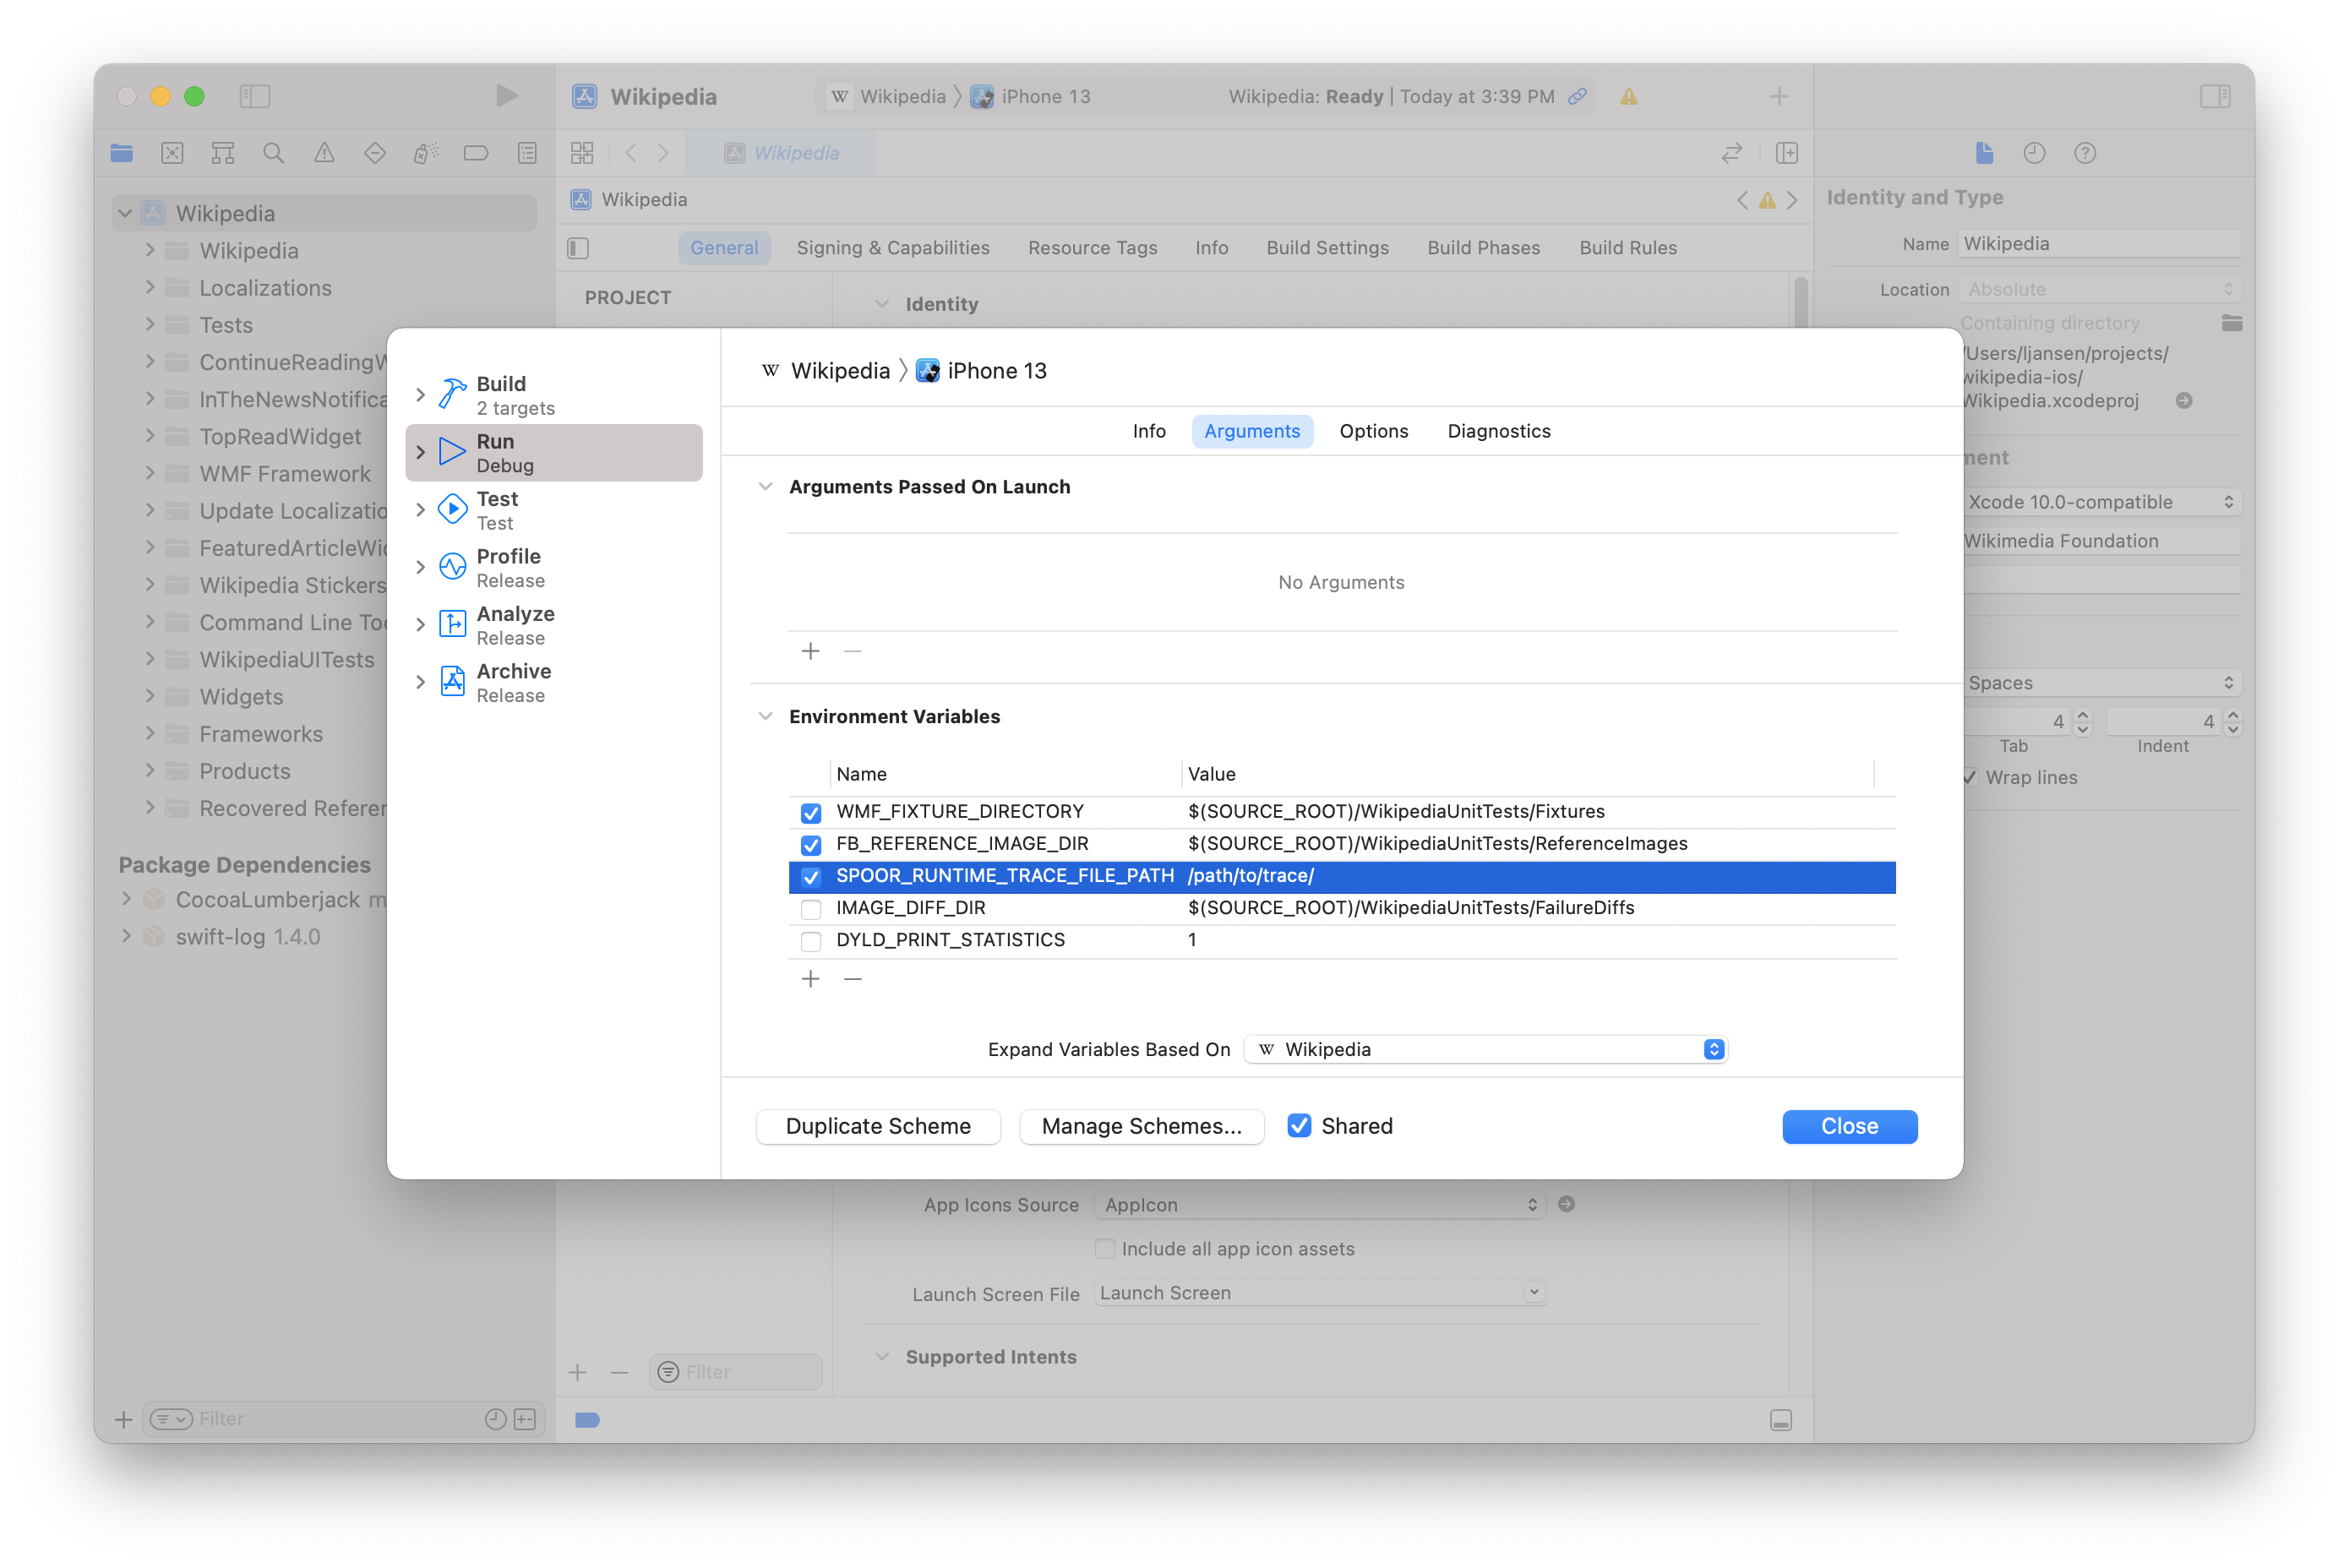 Wikipedia
Wikipedia
iPhone 13
Wikipedia: Ready | Today at 3:39 PM
Wikipedia
Wikipedia
General
Signing & Capabilities
Resource Tags
Info
Build Settings
Build Phases
Build Rules
PROJECT
Identity
Wikipedia
Wikipedia
Localizations
Tests
ContinueReadingW
InTheNewsNotifica
TopReadWidget
WMF Framework
Update Localizatio
FeaturedArticleWid
Wikipedia Stickers
Command Line Too
WikipediaUITests
Widgets
Frameworks
Products
Recovered Referen
Package Dependencies
CocoaLumberjack m
swift-log 1.4.0
Filter
Build
2 targets
Run
Debug
Test
Test
Profile
Release
Analyze
Release
Archive
Release
Wikipedia
iPhone 13
Info
Arguments
Options
Diagnostics
Arguments Passed On Launch
No Arguments
Environment Variables
Name
Value
WMF_FIXTURE_DIRECTORY
$(SOURCE_ROOT)/WikipediaUnitTests/Fixtures
FB_REFERENCE_IMAGE_DIR
$(SOURCE_ROOT)/WikipediaUnitTests/ReferenceImages
SPOOR_RUNTIME_TRACE_FILE_PATH
/path/to/trace/
IMAGE_DIFF_DIR
$(SOURCE_ROOT)/WikipediaUnitTests/FailureDiffs
DYLD_PRINT_STATISTICS
1
Expand Variables Based On
Wikipedia
Duplicate Scheme
Manage Schemes...
Shared
Close
App Icons Source
AppIcon
Include all app icon assets
Launch Screen File
Launch Screen
Supported Intents
Filter
Identity and Type
Name
Wikipedia
Location
Absolute
Containing directory
/Users/ljansen/projects/
wikipedia-ios/
Wikipedia.xcodeproj
ment
Xcode 10.0-compatible
Wikimedia Foundation
Spaces
4
4
Tab
Indent
Wrap lines